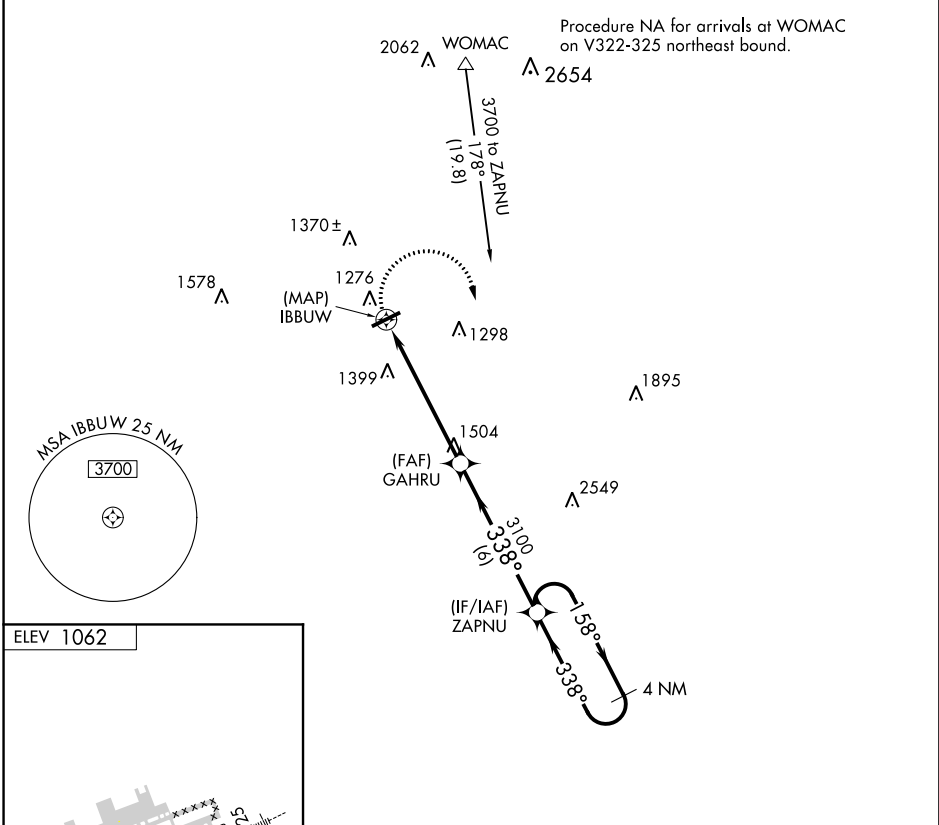 Procedure NA for arrivals at WOMAC
on V322-325 northeast bound.
2062
WOMAC
2654
3700 to ZAPNU
178°
(19.8)
1370±
1578
1276
(MAP)
IBBUW
1298
1399
1895
MSA IBBUW 25 NM
3700
1504
(FAF)
GAHRU
2549
3100
338°
(6)
(IF/IAF)
ZAPNU
158°
338°
4 NM
ELEV 1062
25